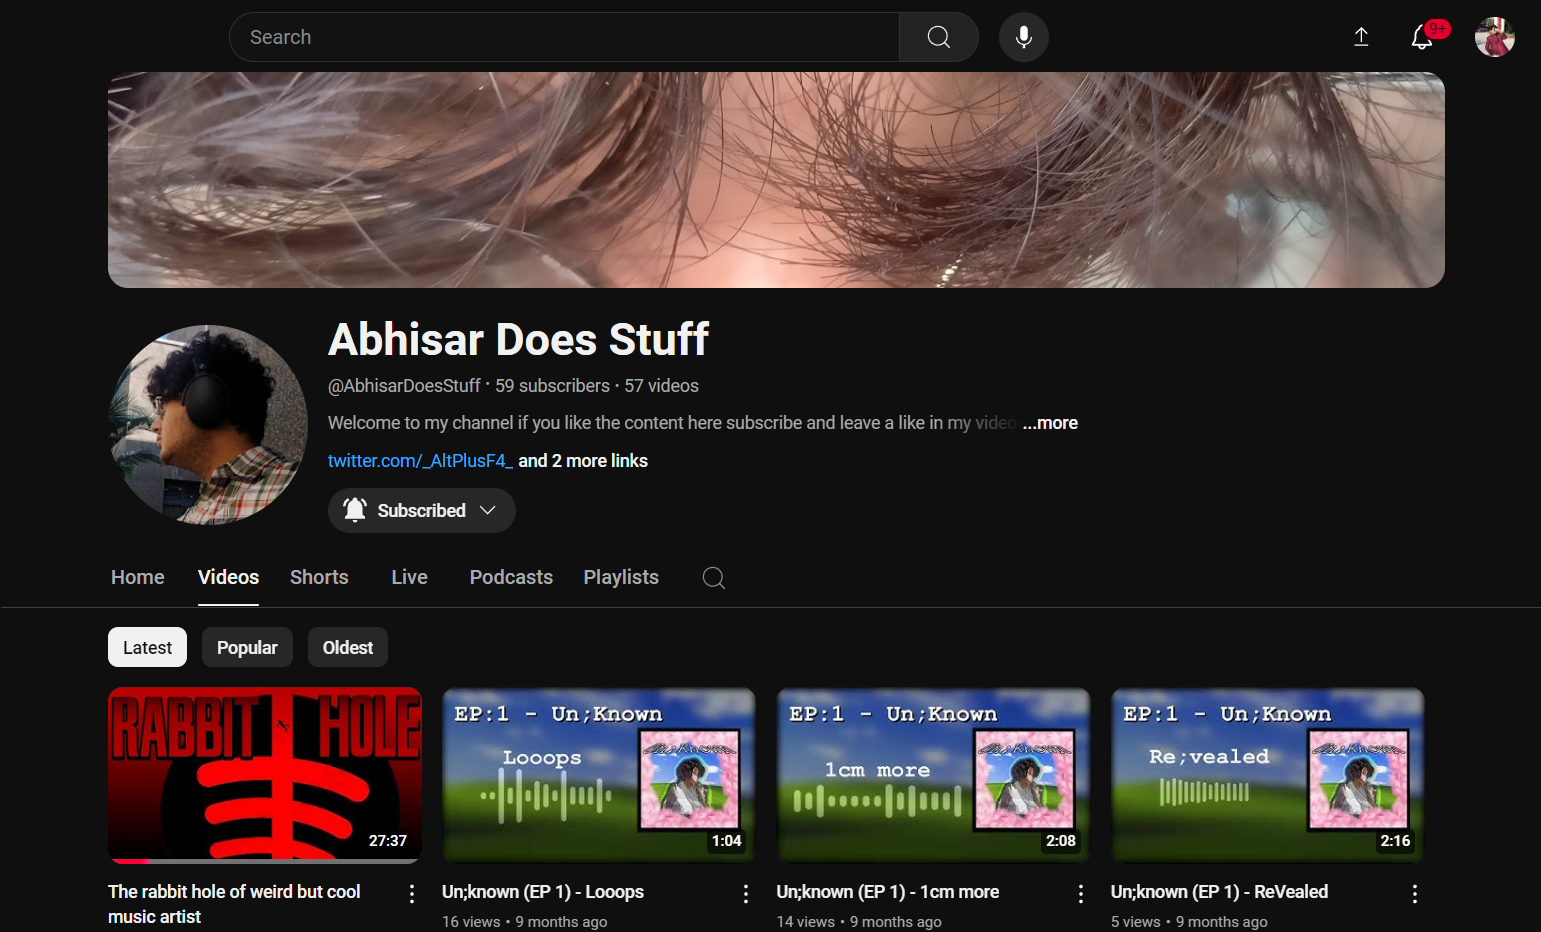 Search
9+
Abhisar Does Stuff
@AbhisarDoesStuff · 59 subscribers · 57 videos
Welcome to my channel if you like the content here subscribe and leave a like in my video ...more
twitter.com/_AltPlusF4_ and 2 more links
Subscribed
Home Videos Shorts Live Podcasts Playlists
Latest Popular Oldest
RABBIT HOLE
27:37
EP:1 - Un;Known
Looops
1:04
EP:1 - Un;Known
1cm more
2:08
EP:1 - Un;Known
Re;vealed
2:16
The rabbit hole of weird but cool
music artist
Un;known (EP 1) - Looops
16 views • 9 months ago
Un;known (EP 1) - 1cm more
14 views • 9 months ago
Un;known (EP 1) - ReVealed
5 views • 9 months ago